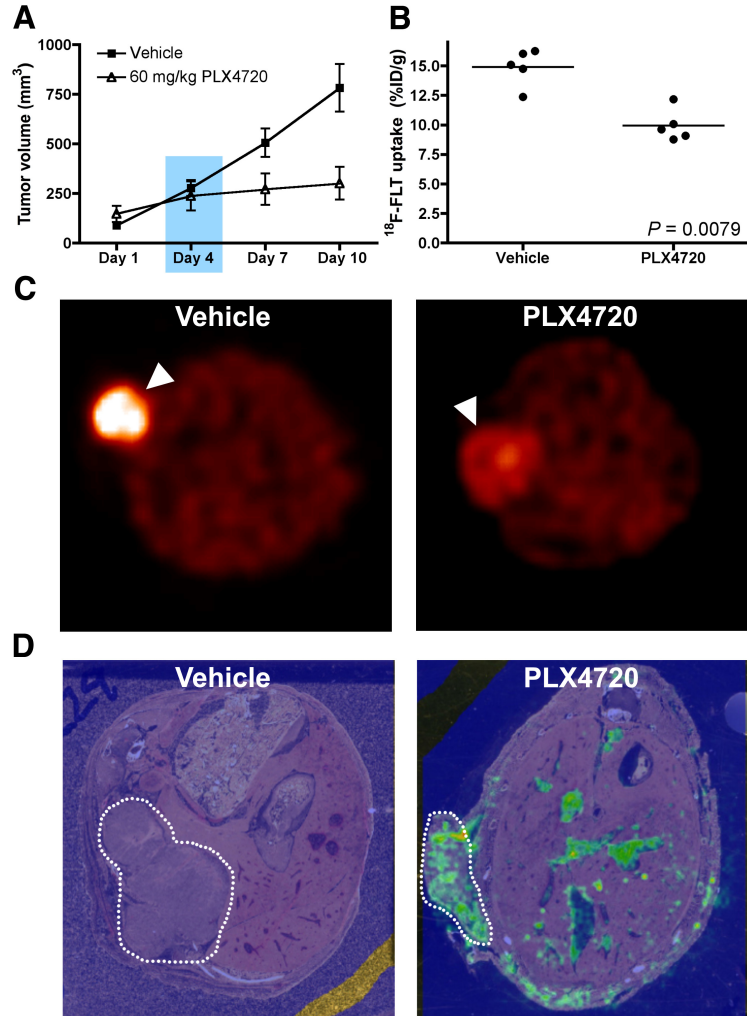 A
B
1000
750
500
250
0
Tumor volume (mm³)
Vehicle
60 mg/kg PLX4720
Day 1
Day 4
Day 7
Day 10
15.0
12.5
10.0
7.5
5.0
2.5
0.0
¹⁸F-FLT uptake (%ID/g)
P = 0.0079
Vehicle
PLX4720
C
Vehicle
PLX4720
D
Vehicle
PLX4720